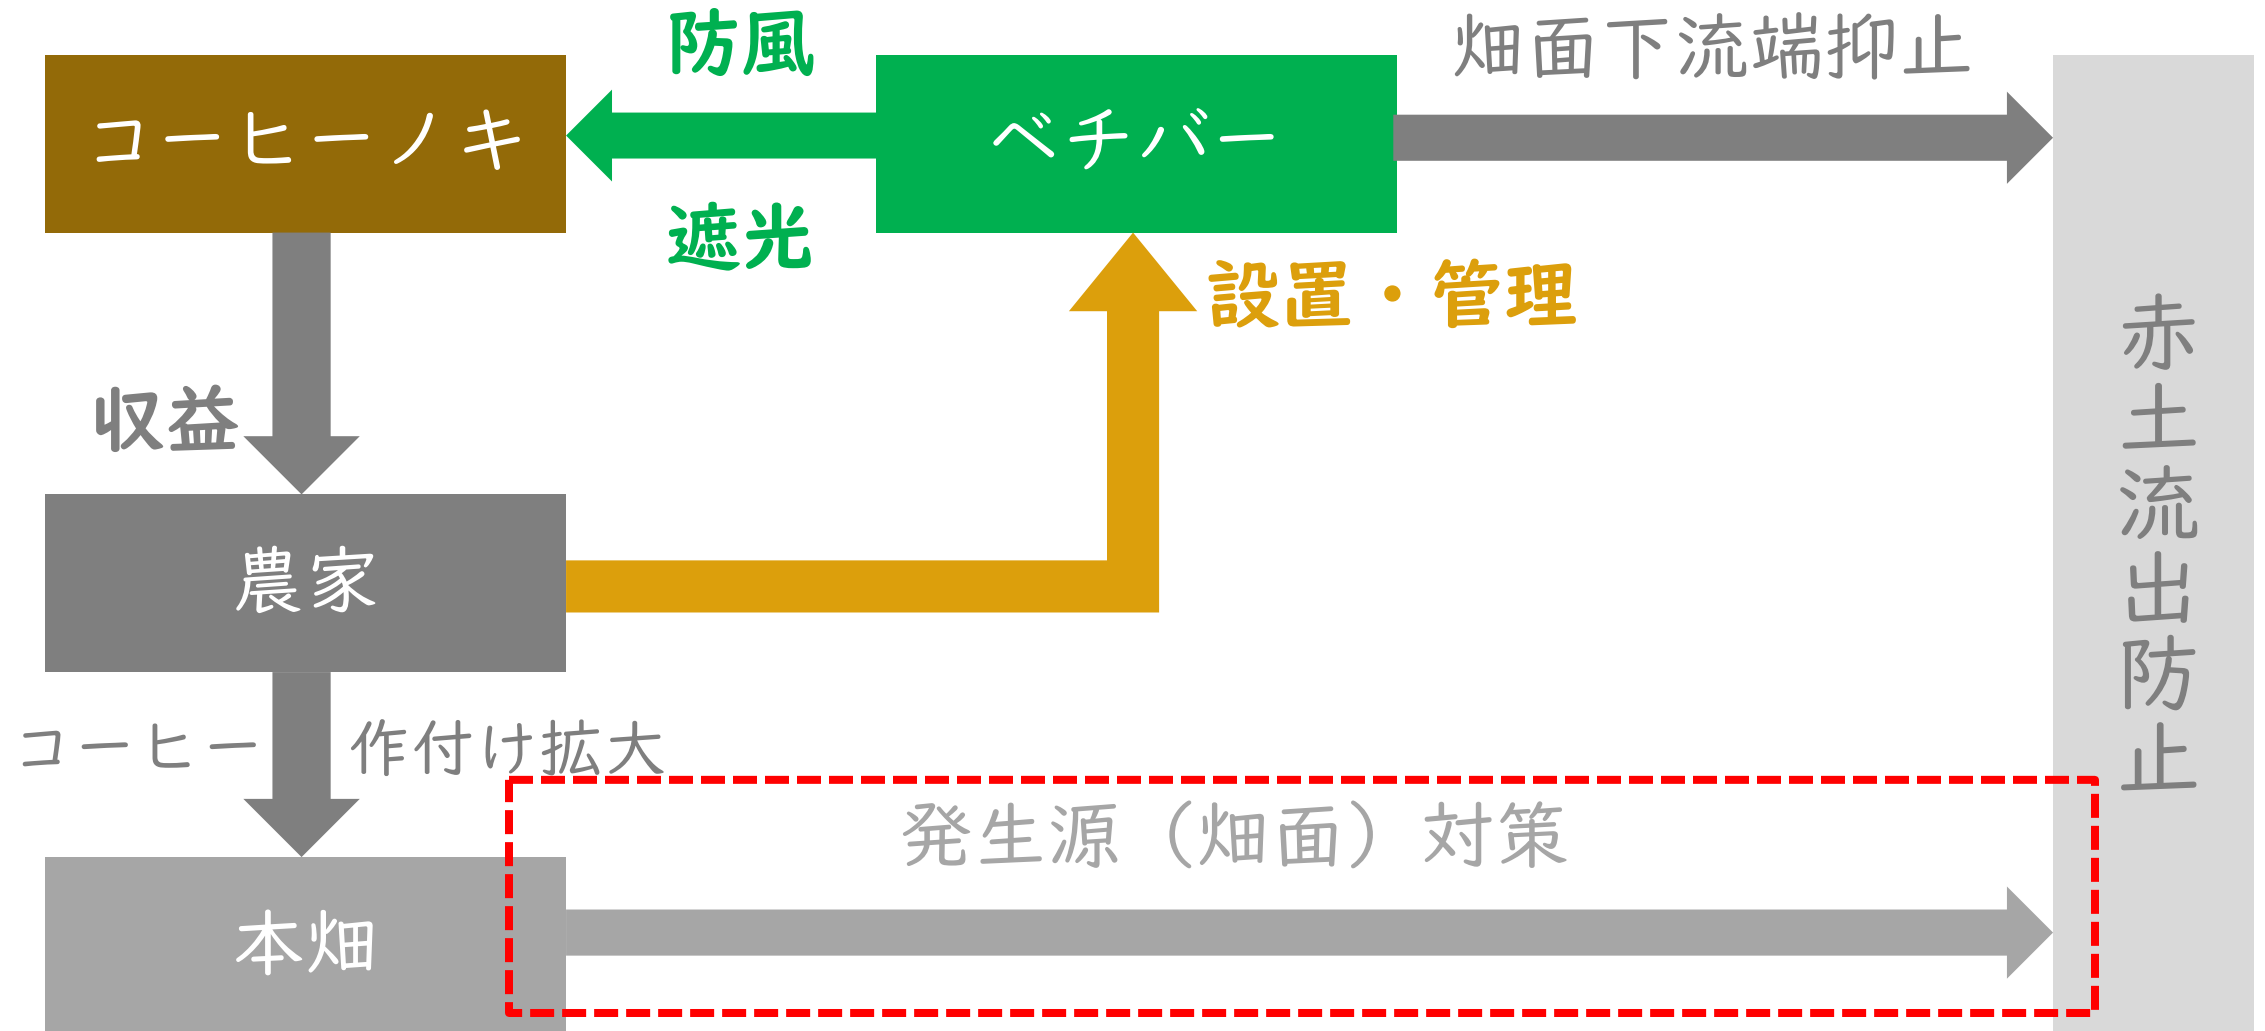 防風
畑面下流端抑止
コーヒーノキ
ベチバー
遮光
設置・管理
赤土流出防止
収益
農家
コーヒー
作付け拡大
発生源（畑面）対策
本畑